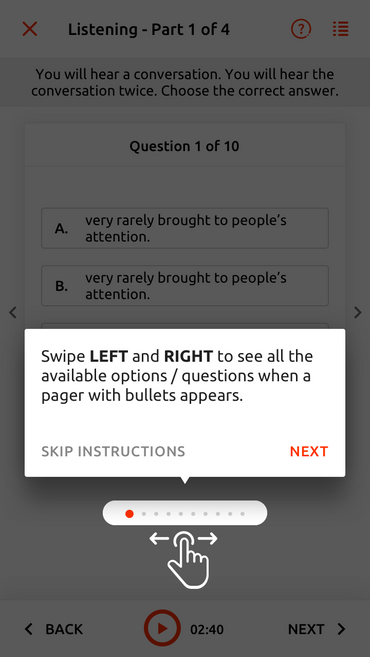 Listening - Part 1 of 4
?
You will hear a conversation. You will hear the
conversation twice. Choose the correct answer.
Question 1 of 10
A. very rarely brought to people's
attention.
B. very rarely brought to people's
attention.
Swipe LEFT and RIGHT to see all the
available options / questions when a
pager with bullets appears.
SKIP INSTRUCTIONS NEXT
BACK 02:40 NEXT